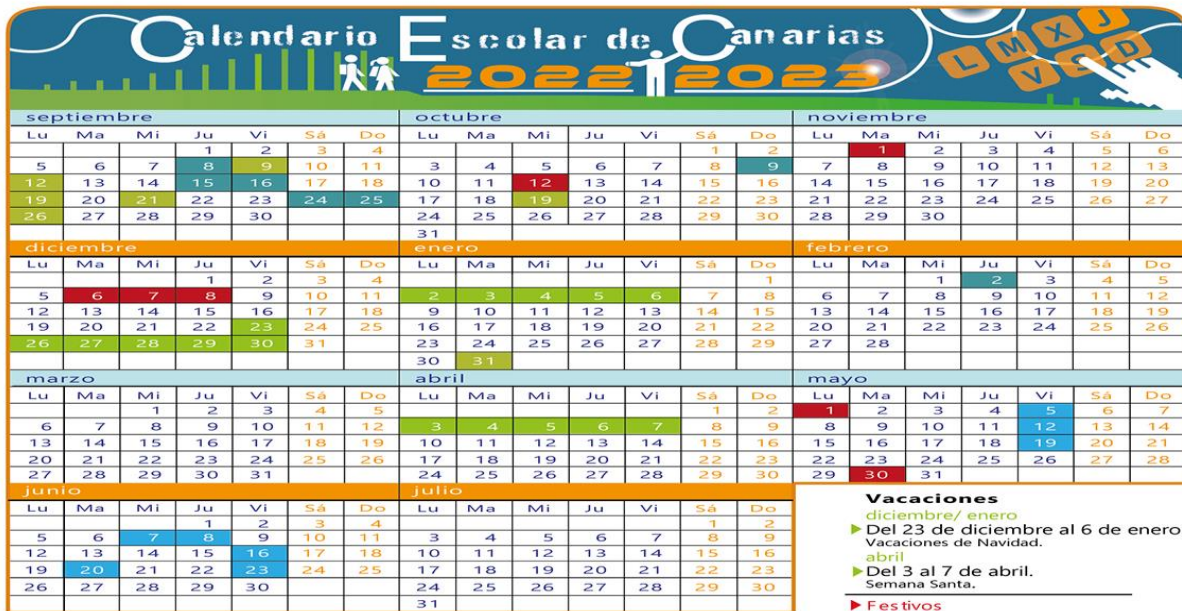 Calendario Escolar de Canarias
2022 2023
L M X J
V S D
septiembre
Lu Ma Mi Ju Vi Sá Do
1 2 3 4
5 6 7 8 9 10 11
12 13 14 15 16 17 18
19 20 21 22 23 24 25
26 27 28 29 30
octubre
Lu Ma Mi Ju Vi Sá Do
1 2
3 4 5 6 7 8 9
10 11 12 13 14 15 16
17 18 19 20 21 22 23
24 25 26 27 28 29 30
31
noviembre
Lu Ma Mi Ju Vi Sá Do
1 2 3 4 5 6
7 8 9 10 11 12 13
14 15 16 17 18 19 20
21 22 23 24 25 26 27
28 29 30
diciembre
Lu Ma Mi Ju Vi Sá Do
1 2 3 4
5 6 7 8 9 10 11
12 13 14 15 16 17 18
19 20 21 22 23 24 25
26 27 28 29 30 31
enero
Lu Ma Mi Ju Vi Sá Do
1
2 3 4 5 6 7 8
9 10 11 12 13 14 15
16 17 18 19 20 21 22
23 24 25 26 27 28 29
30 31
febrero
Lu Ma Mi Ju Vi Sá Do
1 2 3 4 5
6 7 8 9 10 11 12
13 14 15 16 17 18 19
20 21 22 23 24 25 26
27 28
marzo
Lu Ma Mi Ju Vi Sá Do
1 2 3 4 5
6 7 8 9 10 11 12
13 14 15 16 17 18 19
20 21 22 23 24 25 26
27 28 29 30 31
abril
Lu Ma Mi Ju Vi Sá Do
1 2
3 4 5 6 7 8 9
10 11 12 13 14 15 16
17 18 19 20 21 22 23
24 25 26 27 28 29 30
mayo
Lu Ma Mi Ju Vi Sá Do
1 2 3 4 5 6 7
8 9 10 11 12 13 14
15 16 17 18 19 20 21
22 23 24 25 26 27 28
29 30 31
junio
Lu Ma Mi Ju Vi Sá Do
1 2 3 4
5 6 7 8 9 10 11
12 13 14 15 16 17 18
19 20 21 22 23 24 25
26 27 28 29 30
julio
Lu Ma Mi Ju Vi Sá Do
1 2
3 4 5 6 7 8 9
10 11 12 13 14 15 16
17 18 19 20 21 22 23
24 25 26 27 28 29 30
31
Vacaciones
diciembre/ enero
Del 23 de diciembre al 6 de enero
Vacaciones de Navidad.
abril
Del 3 al 7 de abril.
Semana Santa.
Festivos